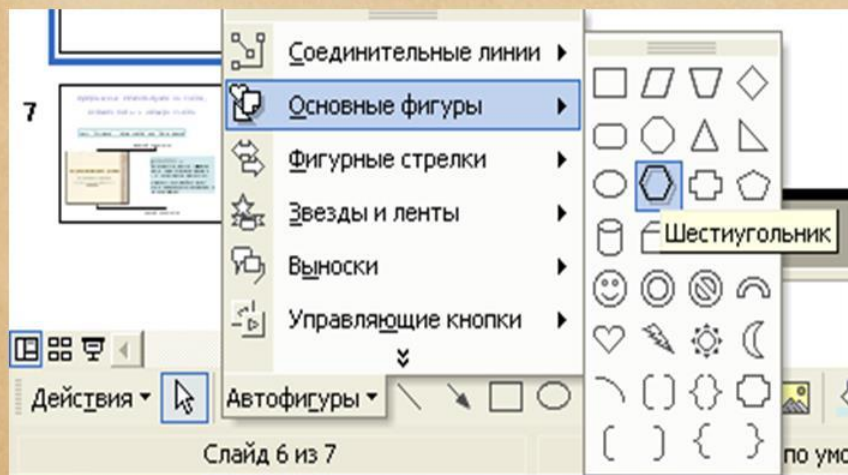 Соединительные линии
Основные фигуры
7
Фигурные стрелки
Звезды и ленты
Шестиугольник
Выноски
Управляющие кнопки
Действия
Автофигуры
Слайд 6 из 7
по умо